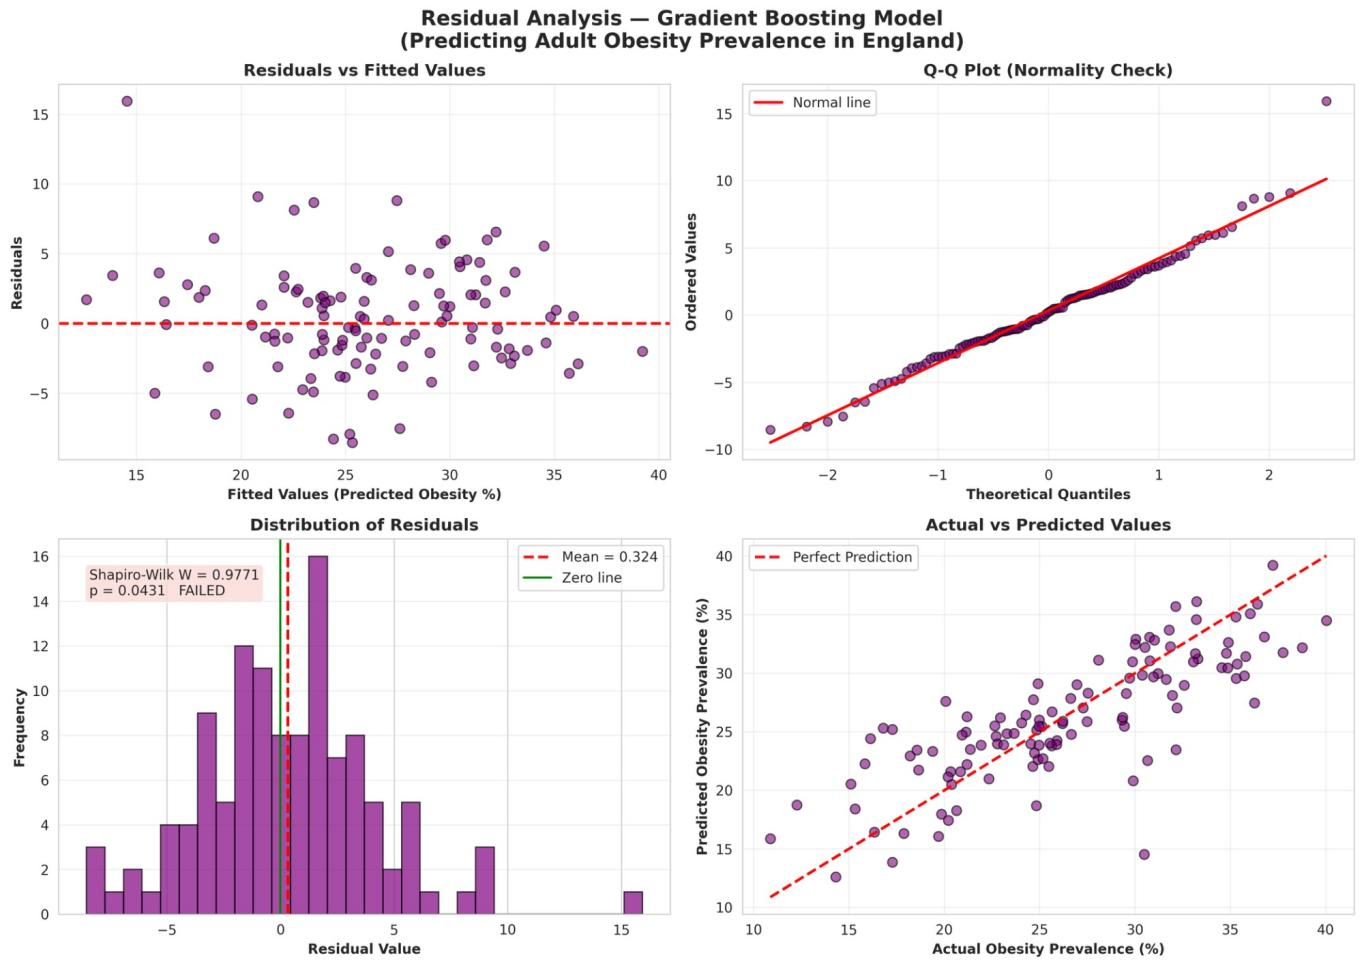 Residual Analysis — Gradient Boosting Model
(Predicting Adult Obesity Prevalence in England)
Residuals vs Fitted Values
15
10
5
0
−5
Residuals
15
20
25
30
35
40
Fitted Values (Predicted Obesity %)
Q-Q Plot (Normality Check)
Normal line
15
10
5
0
−5
−10
Ordered Values
−2
−1
0
1
2
Theoretical Quantiles
Distribution of Residuals
Shapiro-Wilk W = 0.9771
p = 0.0431 FAILED
Mean = 0.324
Zero line
16
14
12
10
8
6
4
2
0
Frequency
−5
0
5
10
15
Residual Value
Actual vs Predicted Values
Perfect Prediction
40
35
30
25
20
15
10
Predicted Obesity Prevalence (%)
10
15
20
25
30
35
40
Actual Obesity Prevalence (%)